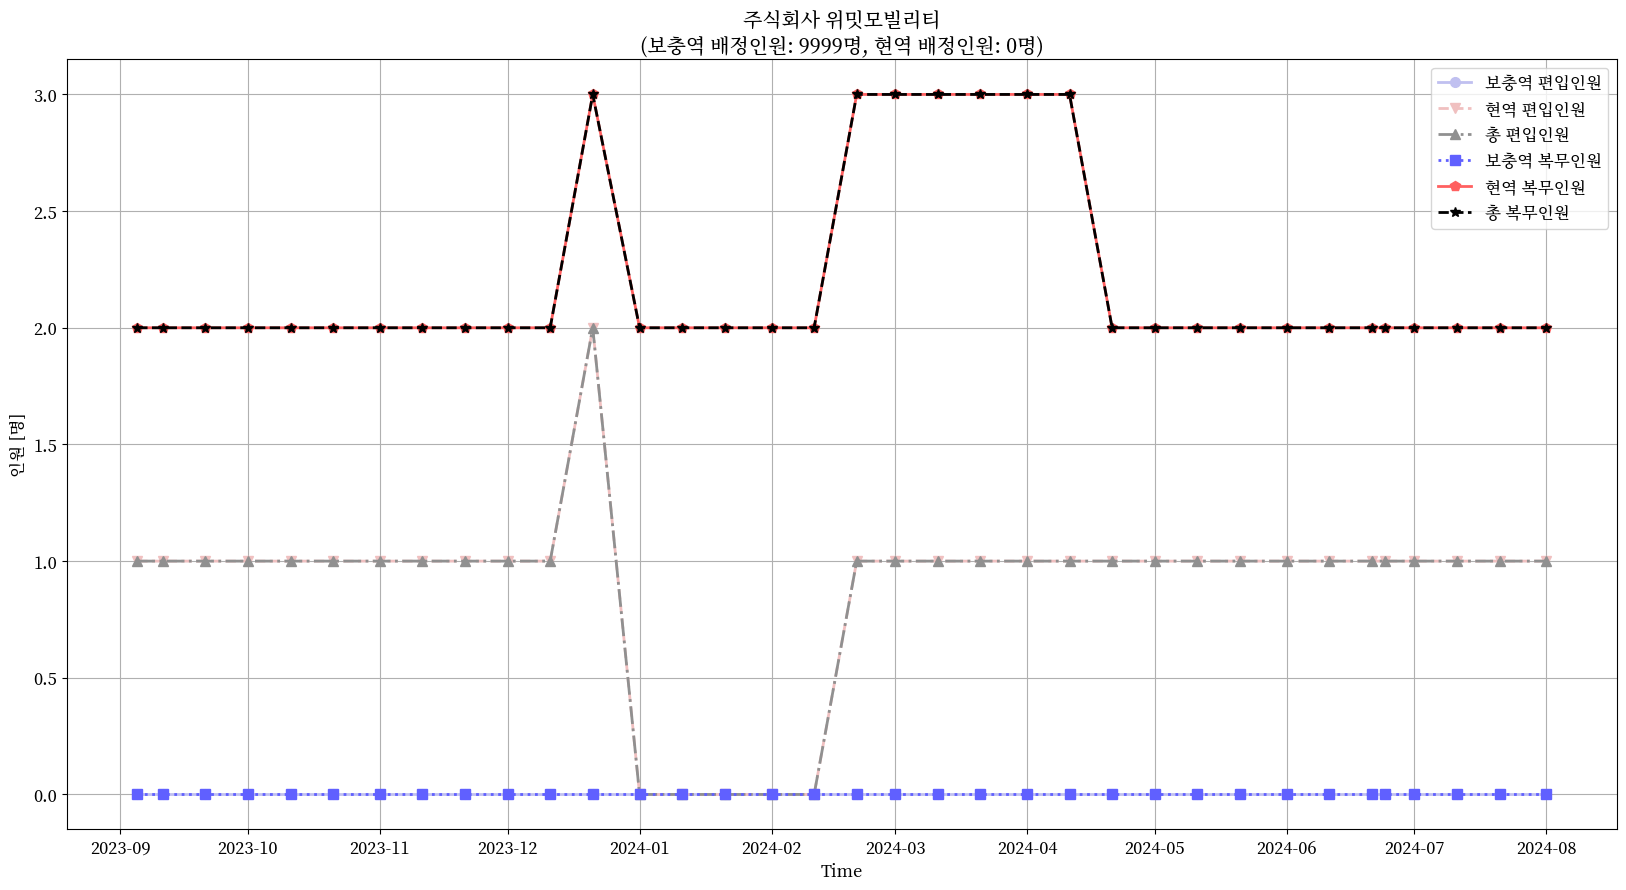 주식회사 위밋모빌리티
(보충역 배정인원: 9999명, 현역 배정인원: 0명)
보충역 편입인원
현역 편입인원
총 편입인원
보충역 복무인원
현역 복무인원
총 복무인원
3.0
2.5
2.0
1.5
1.0
0.5
0.0
인원 [명]
2023-09
2023-10
2023-11
2023-12
2024-01
2024-02
2024-03
2024-04
2024-05
2024-06
2024-07
2024-08
Time